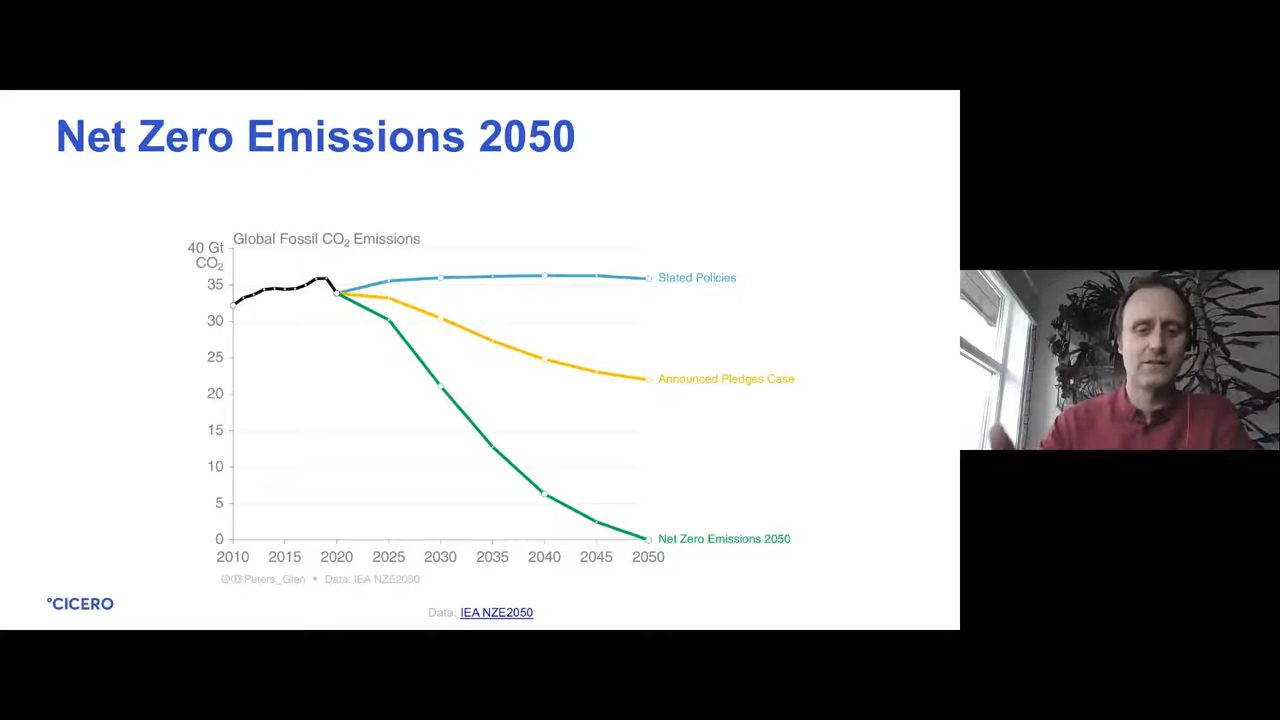 Net Zero Emissions 2050
Global Fossil CO₂ Emissions
40 Gt
CO₂
35
30
25
20
15
10
5
0
2010 2015 2020 2025 2030 2035 2040 2045 2050
Stated Policies
Announced Pledges Case
Net Zero Emissions 2050
Peters_Glen • Data: IEA NZE2050
°CICERO
Data: IEA NZE2050